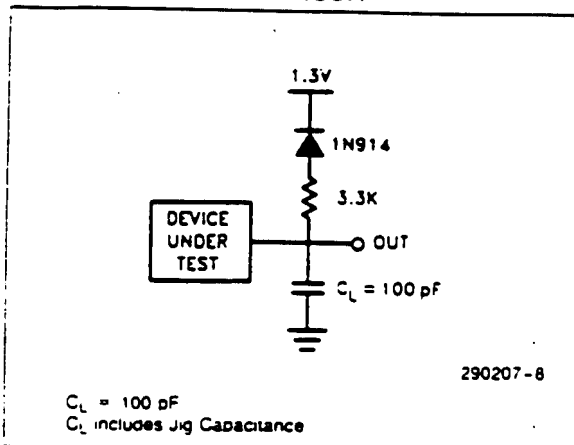 1.3V
1N914
3.3K
DEVICE
UNDER
TEST
OUT
C_L = 100 pF
290207-8
C_L = 100 pF
C_L includes Jig Capacitance